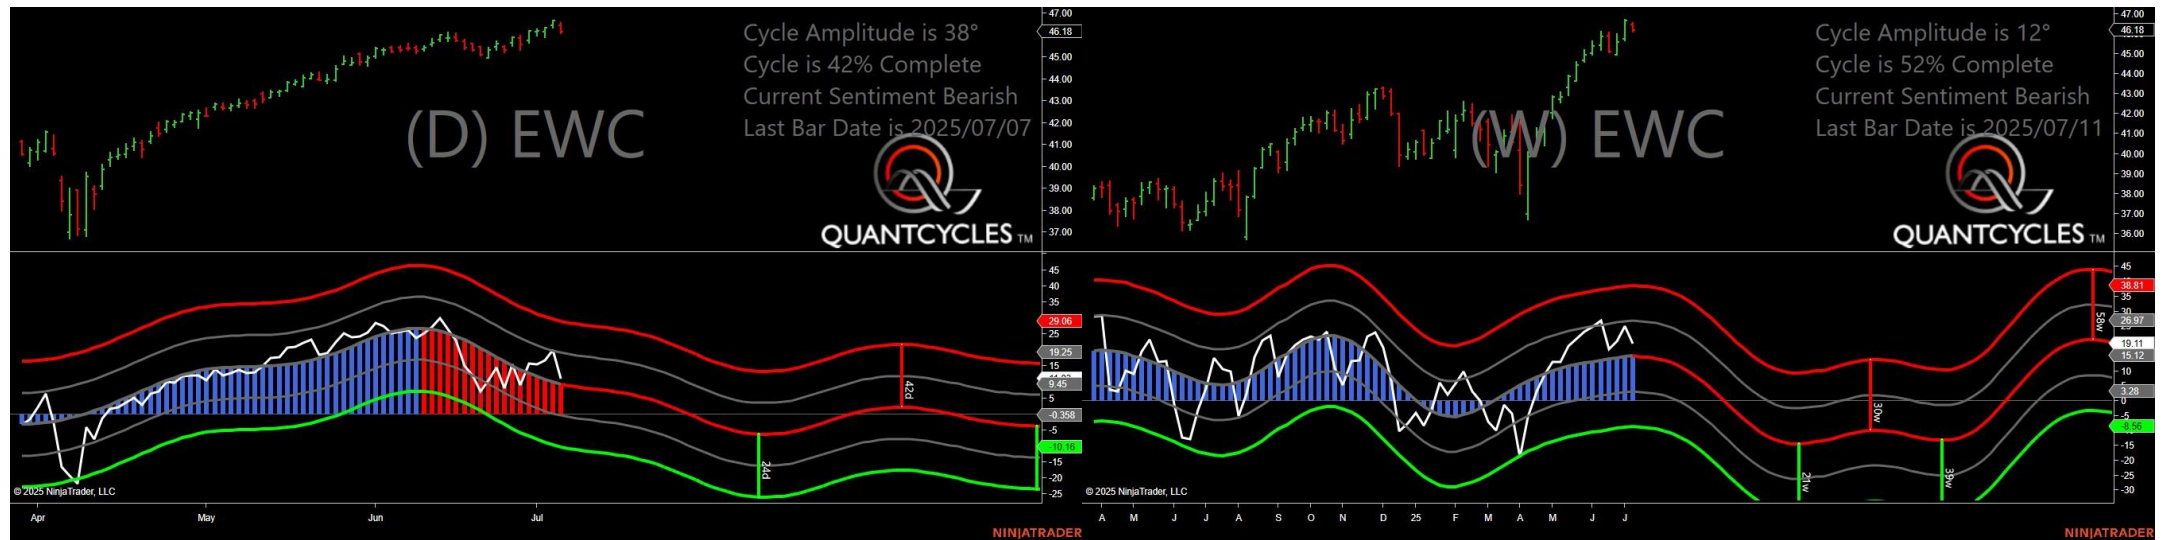 Cycle Amplitude is 38°
Cycle is 42% Complete
Current Sentiment Bearish
Last Bar Date is 2025/07/07
(D) EWC
QUANTCYCLES TM
47.00
46.18
45.00
44.00
43.00
42.00
41.00
40.00
39.00
38.00
37.00
45
40
35
29.06
25
19.25
15
9.45
5
-0.358
-5
-10.16
-15
-20
-25
24d
42d
© 2025 NinjaTrader, LLC
Apr May Jun Jul
NINJATRADER
Cycle Amplitude is 12°
Cycle is 52% Complete
Current Sentiment Bearish
Last Bar Date is 2025/07/11
(W) EWC
QUANTCYCLES TM
47.00
46.18
45.00
44.00
43.00
42.00
41.00
40.00
39.00
38.00
37.00
36.00
45
38.81
35
26.97
19.11
15.12
10
3.28
0
-5
-8.56
-15
-20
-25
-30
21w
30w
39w
58w
© 2025 NinjaTrader, LLC
A M J J A S O N D 25 F M A M J J
NINJATRADER